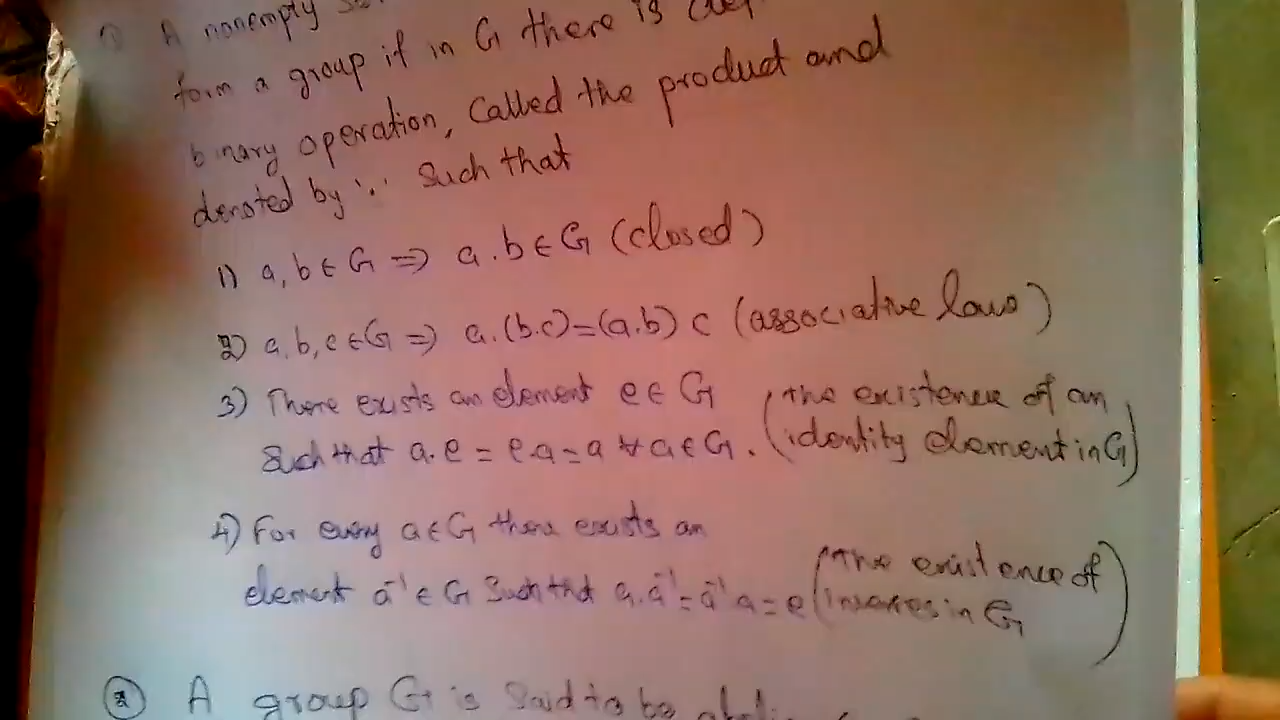 ① A nonempty
form a group if in G there is
binary operation, Called the product and
denoted by '.' Such that
1) a, b ∈ G ⇒ a.b ∈ G (closed)
2) a, b, c ∈ G ⇒ a.(b.c)=(a.b) c (associative laws)
3) There exists an element e ∈ G (the existence of an
Such that a.e = e.a = a ∀ a ∈ G. identity element in G)
4) For every a ∈ G there exists an
element a⁻¹ ∈ G Such that a.a⁻¹ = a⁻¹a = e (The existence of
inverses in G)
② A group G is Said to be